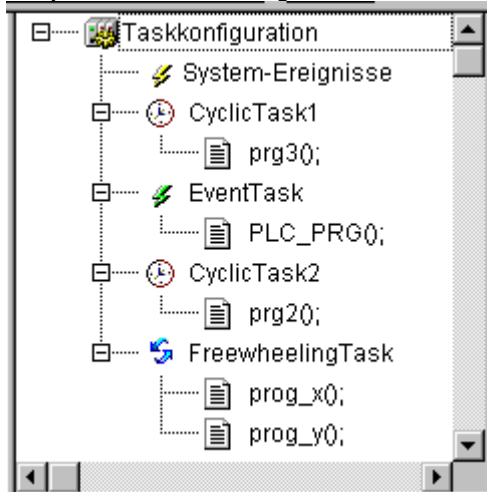 Taskkonfiguration
System-Ereignisse
CyclicTask1
prg3();
EventTask
PLC_PRG();
CyclicTask2
prg2();
FreewheelingTask
prog_x();
prog_y();